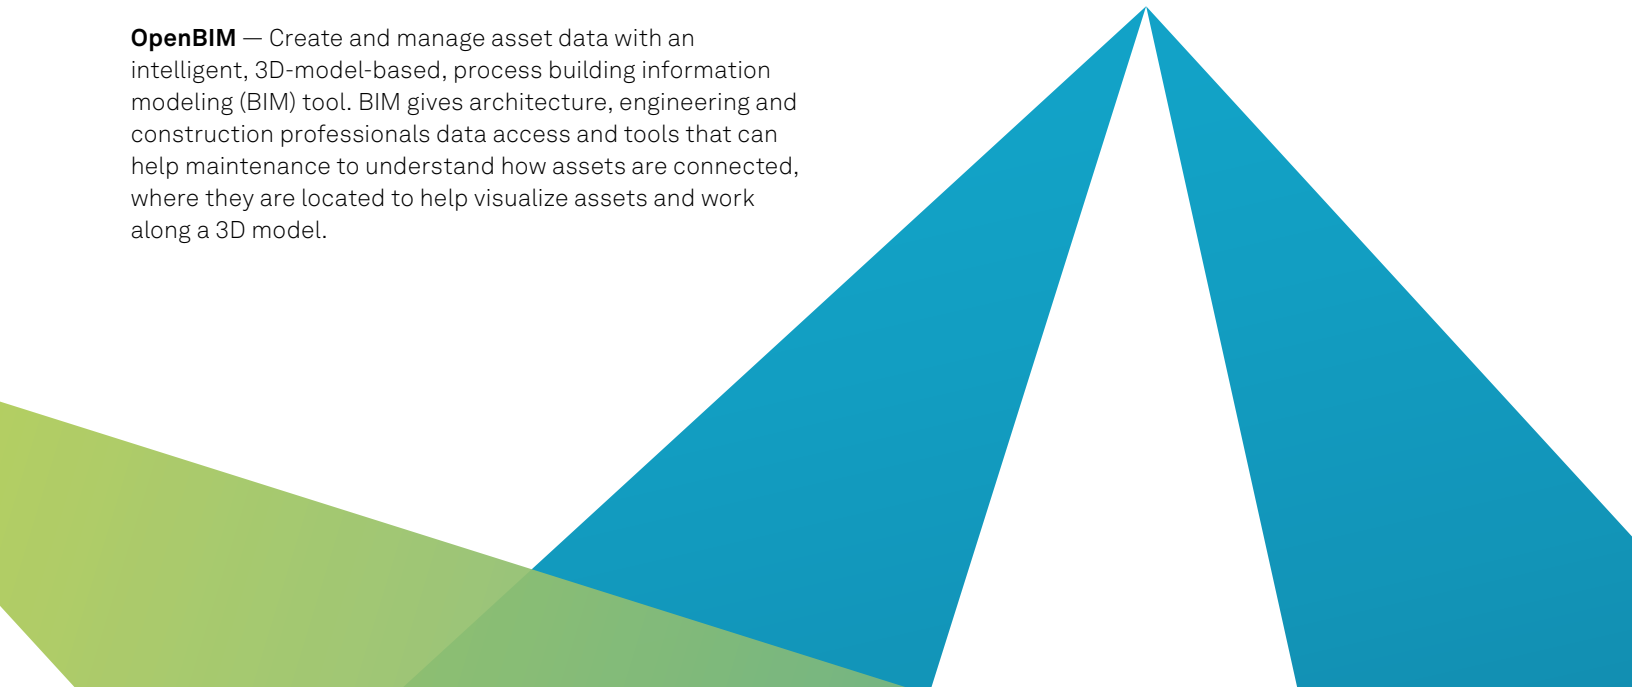 OpenBIM — Create and manage asset data with an
intelligent, 3D-model-based, process building information
modeling (BIM) tool. BIM gives architecture, engineering and
construction professionals data access and tools that can
help maintenance to understand how assets are connected,
where they are located to help visualize assets and work
along a 3D model.